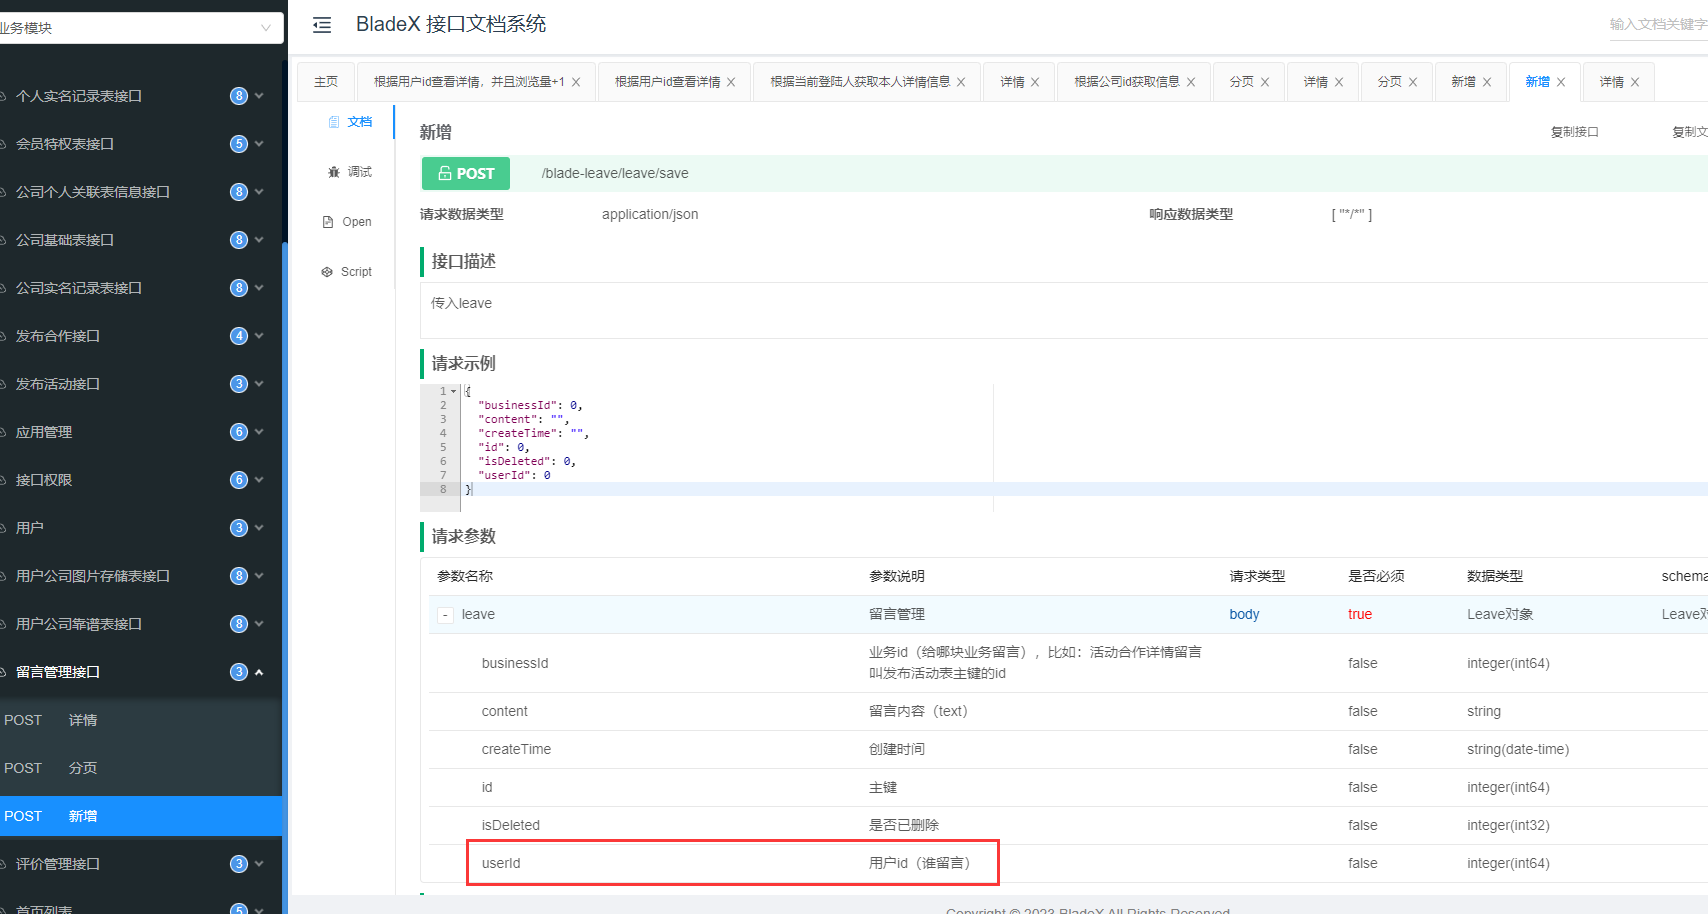 业务模块
个人实名记录表接口 8
会员特权表接口 5
公司个人关联表信息接口 8
公司基础表接口 8
公司实名记录表接口 8
发布合作接口 4
发布活动接口 3
应用管理 6
接口权限 6
用户 3
用户公司图片存储表接口 8
用户公司靠谱表接口 8
留言管理接口 3
POST 详情
POST 分页
POST 新增
评价管理接口 3
首页列表 5
BladeX 接口文档系统
输入文档关键字
主页 根据用户id查看详情，并且浏览量+1 根据用户id查看详情 根据当前登陆人获取本人详情信息 详情 根据公司id获取信息 分页 详情 分页 新增 新增 详情
文档
调试
Open
Script
新增 复制接口 复制文
POST /blade-leave/leave/save
请求数据类型 application/json 响应数据类型 [ "*/*" ]
接口描述
传入leave
请求示例
1 {
2 "businessId": 0,
3 "content": "",
4 "createTime": "",
5 "id": 0,
6 "isDeleted": 0,
7 "userId": 0
8 }
请求参数
参数名称 参数说明 请求类型 是否必须 数据类型 schema
- leave 留言管理 body true Leave对象 Leave对
businessId 业务id（给哪块业务留言），比如：活动合作详情留言
叫发布活动表主键的id false integer(int64)
content 留言内容（text） false string
createTime 创建时间 false string(date-time)
id 主键 false integer(int64)
isDeleted 是否已删除 false integer(int32)
userId 用户id（谁留言） false integer(int64)
Copyright © 2023 BladeX All Rights Reserved